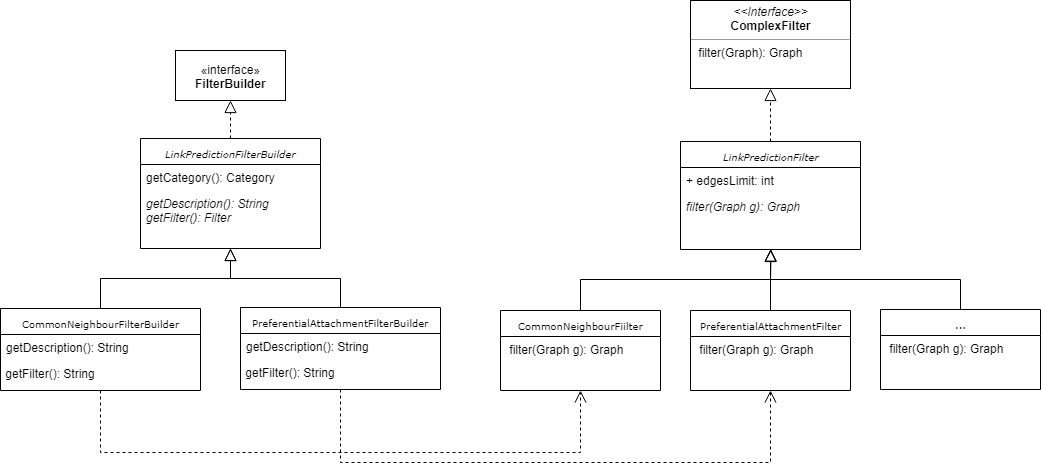 «interface»
FilterBuilder
LinkPredictionFilterBuilder
getCategory(): Category
getDescription(): String
getFilter(): Filter
CommonNeighbourFilterBuilder
getDescription(): String
getFilter(): String
PreferentialAttachmentFilterBuilder
getDescription(): String
getFilter(): String
<<Interface>>
ComplexFilter
filter(Graph): Graph
LinkPredictionFilter
+ edgesLimit: int
filter(Graph g): Graph
CommonNeighbourFiilter
filter(Graph g): Graph
PreferentialAttachmentFilter
filter(Graph g): Graph
...
filter(Graph g): Graph